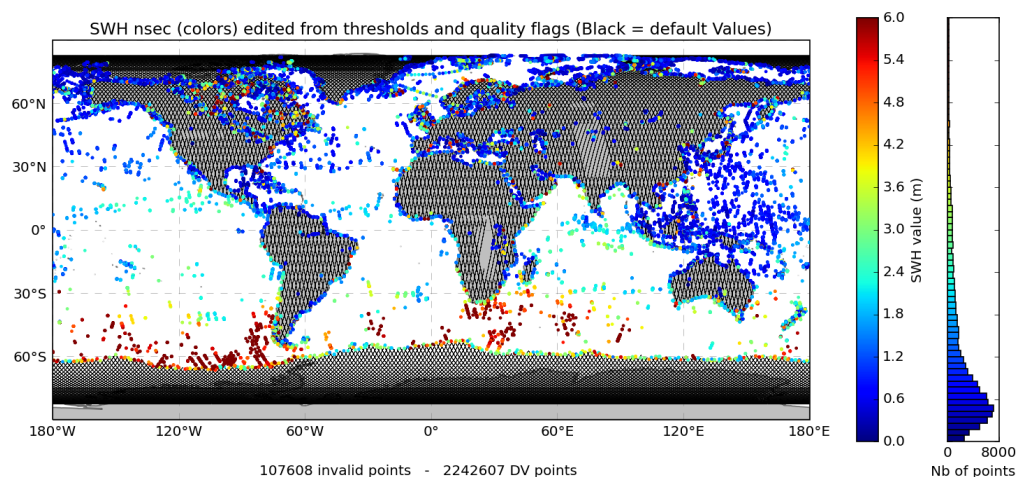 SWH nsec (colors) edited from thresholds and quality flags (Black = default Values)
60°N
30°N
0°
30°S
60°S
180°W
120°W
60°W
0°
60°E
120°E
180°E
107608 invalid points - 2242607 DV points
6.0
5.4
4.8
4.2
3.6
3.0
2.4
1.8
1.2
0.6
0.0
SWH value (m)
0
8000
Nb of points